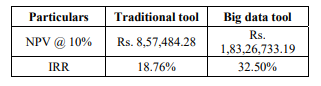 Particulars Traditional tool Big data tool
NPV @ 10% Rs. 8,57,484.28 Rs.
1,83,26,733.19
IRR 18.76% 32.50%